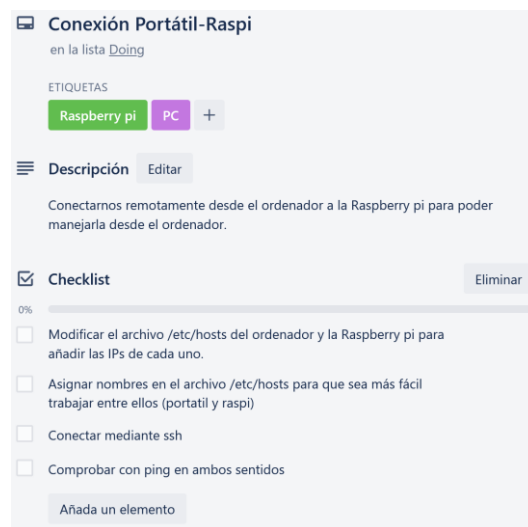 Conexión Portátil-Raspi
en la lista Doing
ETIQUETAS
Raspberry pi PC +
Descripción Editar
Conectarnos remotamente desde el ordenador a la Raspberry pi para poder
manejarla desde el ordenador.
Checklist Eliminar
0%
Modificar el archivo /etc/hosts del ordenador y la Raspberry pi para
añadir las IPs de cada uno.
Asignar nombres en el archivo /etc/hosts para que sea más fácil
trabajar entre ellos (portatil y raspi)
Conectar mediante ssh
Comprobar con ping en ambos sentidos
Añada un elemento